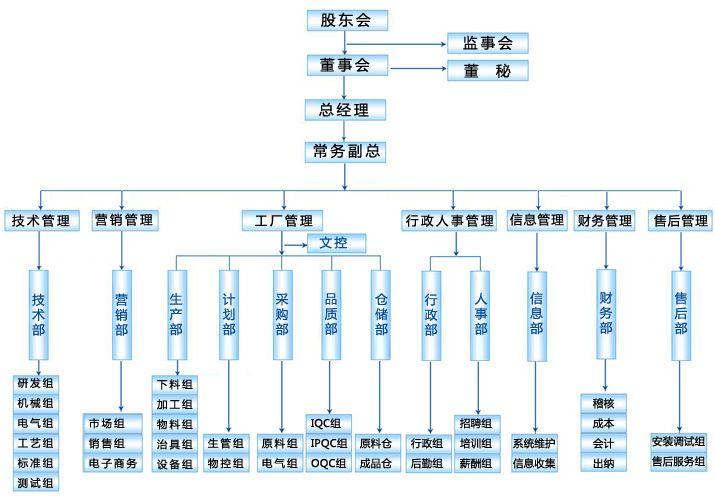 股东会
监事会
董事会
董 秘
总经理
常务副总
技术管理
营销管理
工厂管理
行政人事管理
信息管理
财务管理
售后管理
文控
技术部
营销部
生产部
计划部
采购部
品质部
仓储部
行政部
人事部
信息部
财务部
售后部
研发组
机械组
电气组
工艺组
标准组
测试组
市场组
销售组
电子商务
下料组
加工组
物料组
治具组
设备组
生管组
物控组
原料组
电气组
IQC组
IPQC组
OQC组
原料仓
成品仓
行政组
后勤组
招聘组
培训组
薪酬组
系统维护
信息收集
稽核
成本
会计
出纳
安装调试组
售后服务组